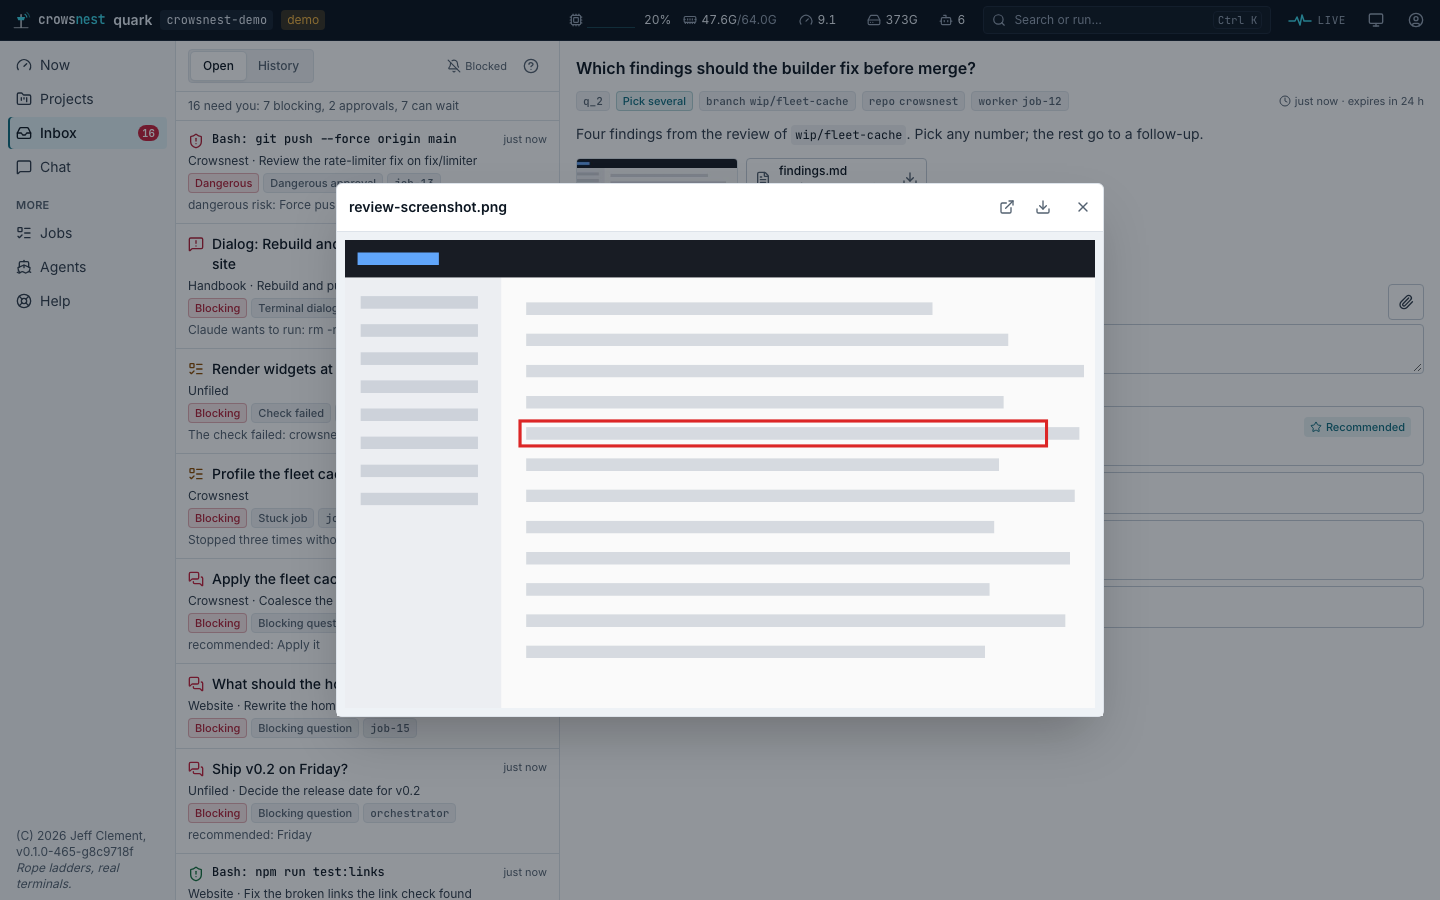 crowsnest quark crowsnest-demo demo
20% 47.6G/64.0G 9.1 373G 6
Search or run... Ctrl K
LIVE
Now
Projects
Inbox 16
Chat
MORE
Jobs
Agents
Help
(C) 2026 Jeff Clement,
v0.1.0-465-g8c9718f
Rope ladders, real
terminals.
Open History Blocked
16 need you: 7 blocking, 2 approvals, 7 can wait
Bash: git push --force origin main just now
Crowsnest · Review the rate-limiter fix on fix/limiter
Dangerous Dangerous approval job-13
dangerous risk: Force pus
Dialog: Rebuild and
site
Handbook · Rebuild and pu
Blocking Terminal dialog
Claude wants to run: rm -r
Render widgets at
Unfiled
Blocking Check failed
The check failed: crowsne
Profile the fleet cac
Crowsnest
Blocking Stuck job jo
Stopped three times witho
Apply the fleet cac
Crowsnest · Coalesce the
Blocking Blocking quest
recommended: Apply it
What should the ho
Website · Rewrite the hom
Blocking Blocking question job-15
Ship v0.2 on Friday? just now
Unfiled · Decide the release date for v0.2
Blocking Blocking question orchestrator
recommended: Friday
Bash: npm run test:links just now
Website · Fix the broken links the link check found
Which findings should the builder fix before merge?
q_2 Pick several branch wip/fleet-cache repo crowsnest worker job-12 just now · expires in 24 h
Four findings from the review of wip/fleet-cache. Pick any number; the rest go to a follow-up.
findings.md
Recommended
review-screenshot.png